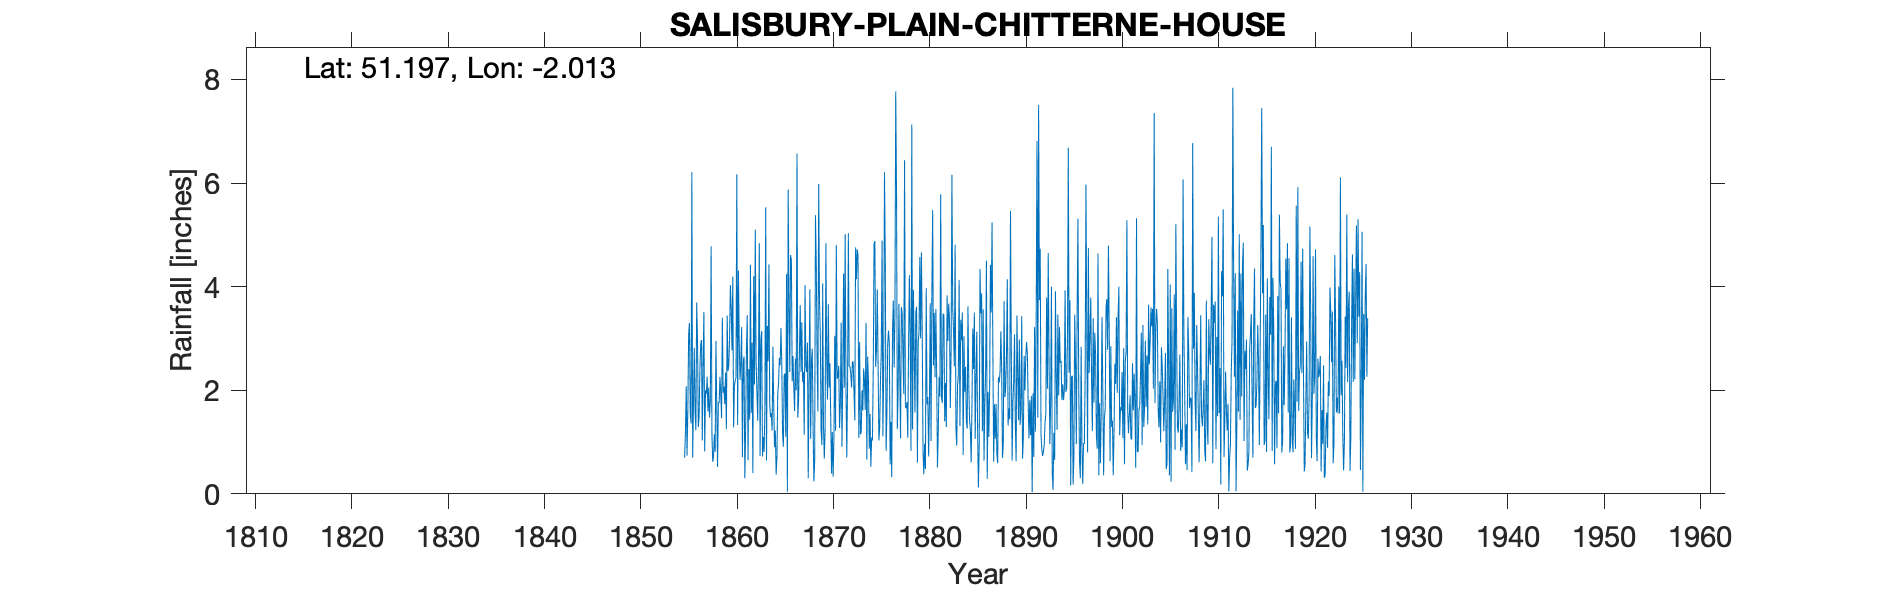 SALISBURY-PLAIN-CHITTERNE-HOUSE
Lat: 51.197, Lon: -2.013
Rainfall [inches]
8
6
4
2
0
1810 1820 1830 1840 1850 1860 1870 1880 1890 1900 1910 1920 1930 1940 1950 1960
Year